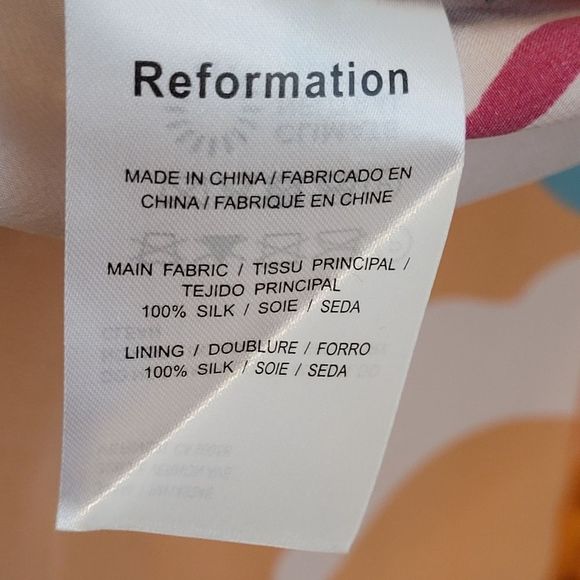 Reformation
MADE IN CHINA / FABRICADO EN
CHINA / FABRIQUÉ EN CHINE
MAIN FABRIC / TISSU PRINCIPAL /
TEJIDO PRINCIPAL
100% SILK / SOIE / SEDA
LINING / DOUBLURE / FORRO
100% SILK / SOIE / SEDA